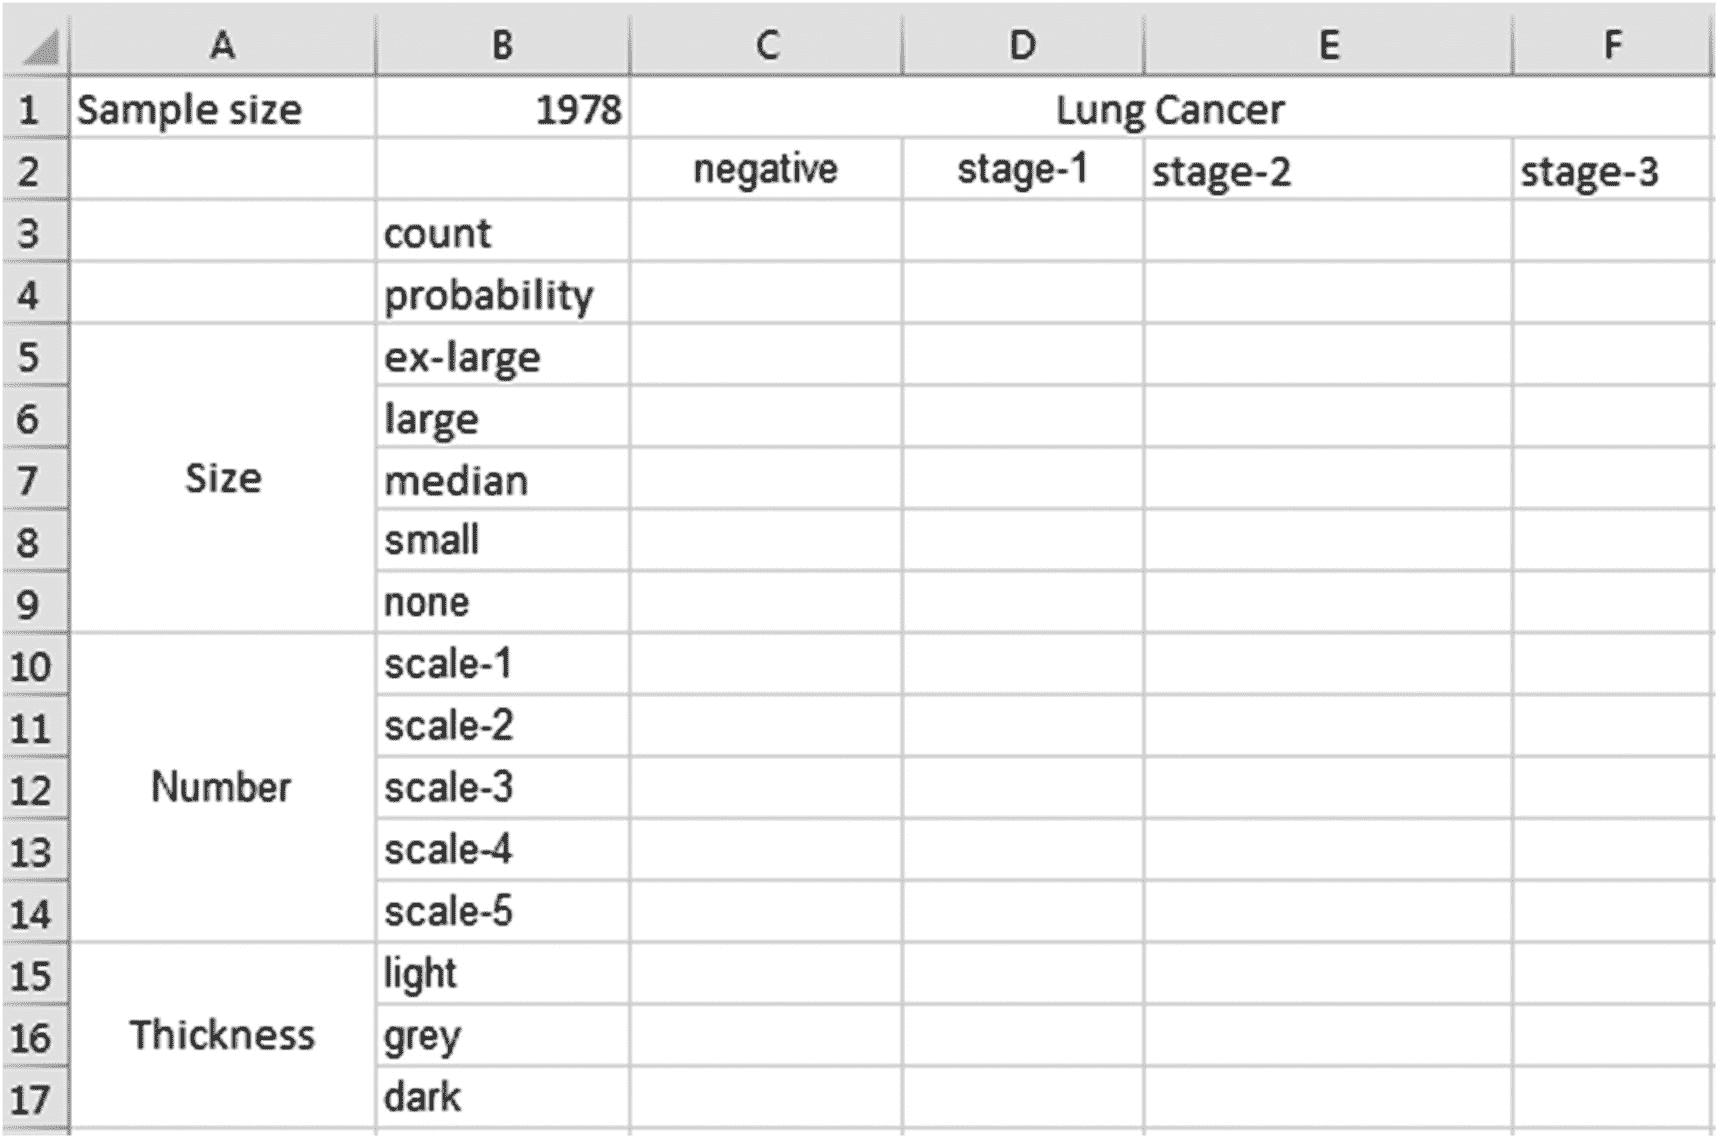 A B C D E F
1 Sample size 1978 Lung Cancer
2 negative stage-1 stage-2 stage-3
3 count
4 probability
5 ex-large
6 large
7 Size median
8 small
9 none
10 scale-1
11 scale-2
12 Number scale-3
13 scale-4
14 scale-5
15 light
16 Thickness grey
17 dark